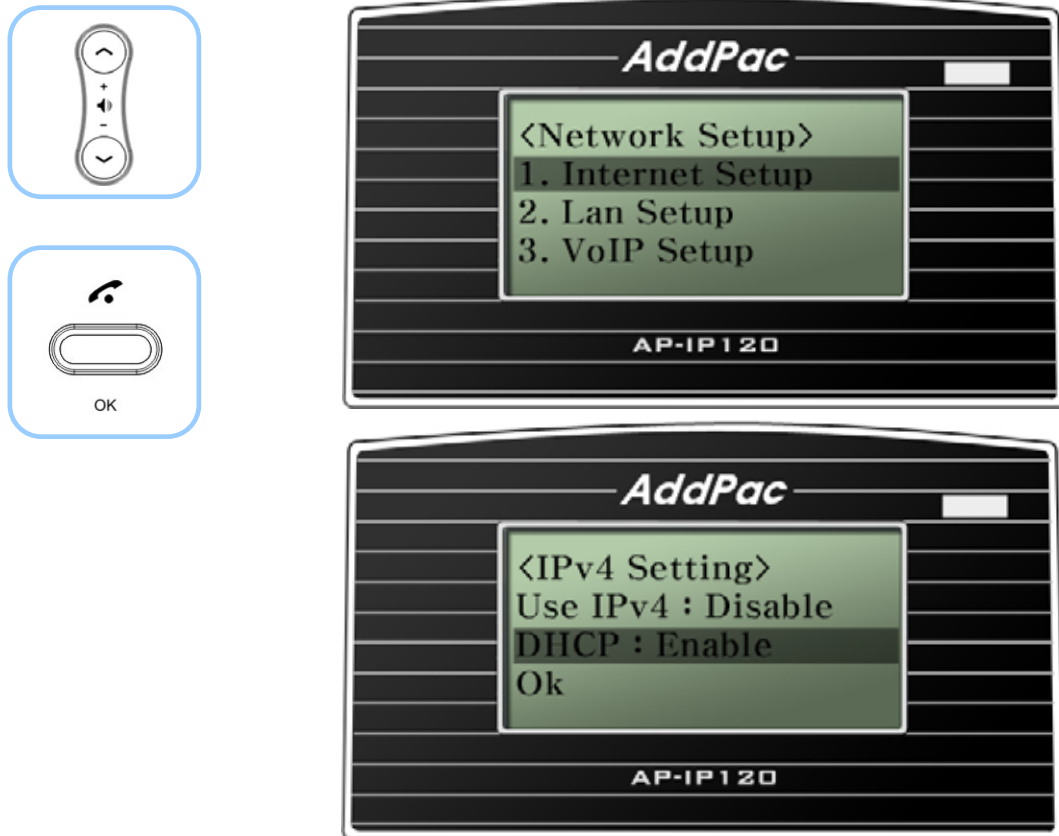 +
-
OK
AddPac
<Network Setup>
1. Internet Setup
2. Lan Setup
3. VoIP Setup
AP-IP120
AddPac
<IPv4 Setting>
Use IPv4 : Disable
DHCP : Enable
Ok
AP-IP120